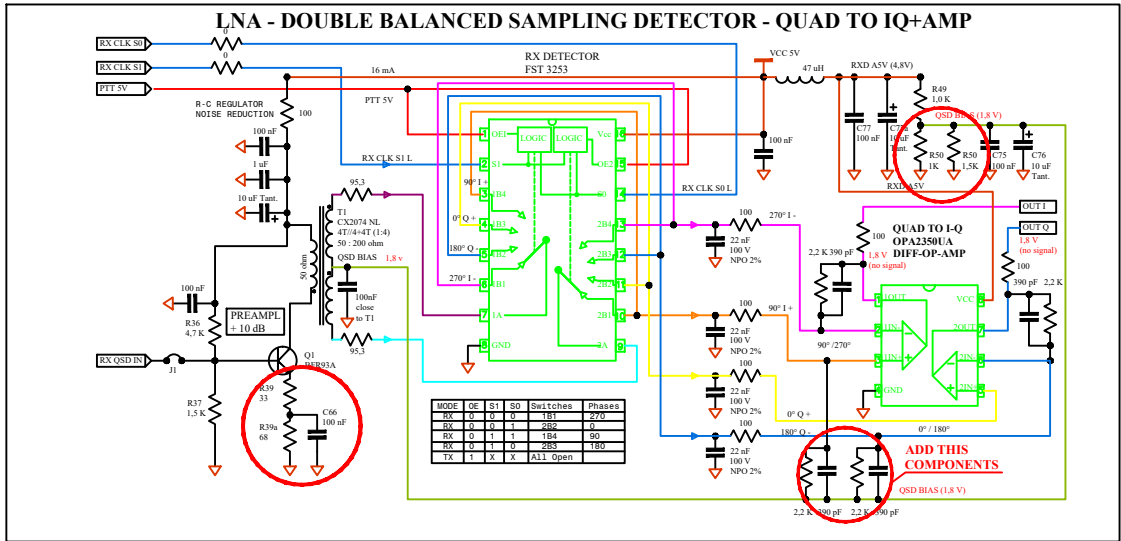 LNA - DOUBLE BALANCED SAMPLING DETECTOR - QUAD TO IQ+AMP
RX CLK S0
0
RX CLK S1
0
PTT 5V
16 mA
PTT 5V
R-C REGULATOR
NOISE REDUCTION
100
100 nF
1 uF
10 uF
Tant.
RX CLK S1 L
RX DETECTOR
FST 3253
VCC 5V
47 uH
RXD A5V (4,8V)
R49
1,0 K
QSD BIAS (1,8 V)
C77
100 nF
10 uF
Tant.
R50
1K
R50
1,5K
C75
100 nF
C76
10 uF
Tant.
RXD A5V
100 nF
RX CLK S0 L
95,3
T1
CX2074 NL
4T//4+4T (1:4)
50 : 200 ohm
QSD BIAS
1,8 v
50 ohm
100nF
close
to T1
95,3
90° I +
0° Q +
180° Q -
270° I -
1
OE1
2
S1
3
1B4
4
1B3
5
1B2
6
1B1
7
1A
8
GND
LOGIC
LOGIC
Vcc
OE2
S0
2B4
2B3
2B2
2B1
2A
9
10
11
12
100 nF
R36
4,7 K
PREAMPL
+ 10 dB
RX QSD IN
J1
Q1
BFR93A
R37
1,5 K
R39
33
R39a
68
C66
100 nF
MODE OE S1 S0 Switches Phases
RX 0 0 0 1B1 270
RX 0 0 1 2B2 0
RX 0 1 1 1B4 90
RX 0 1 0 2B3 180
TX 1 X X All Open
100
270° I -
22 nF
100 V
NPO 2%
100
90° I +
22 nF
100 V
NPO 2%
100
0° Q +
22 nF
100 V
NPO 2%
100
180° Q -
22 nF
100 V
NPO 2%
OUT I
OUT Q
100
QUAD TO I-Q
OPA2350UA
DIFF-OP-AMP
1,8 V
(no signal)
1,8 V
(no signal)
100
2,2 K 390 pF
390 pF 2,2 K
90° /270°
1OUT
1IN-
1IN+
GND
VCC
2OUT
2IN-
2IN+
0° / 180°
ADD THIS
COMPONENTS
QSD BIAS (1,8 V)
2,2 K 390 pF
2,2 K 390 pF